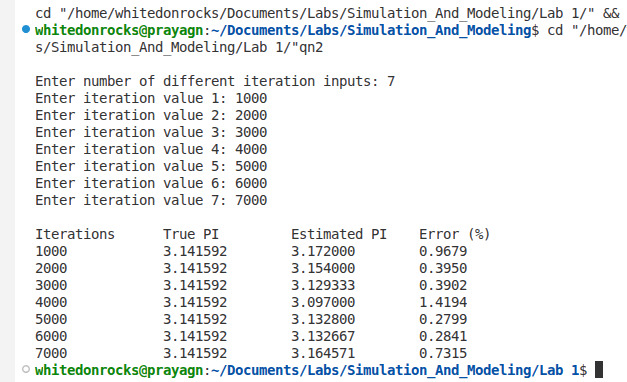 cd "/home/whitedonrocks/Documents/Labs/Simulation_And_Modeling/Lab 1/" &&
whitedonrocks@prayagn:~/Documents/Labs/Simulation_And_Modeling$ cd "/home/
s/Simulation_And_Modeling/Lab 1/"qn2
Enter number of different iteration inputs: 7
Enter iteration value 1: 1000
Enter iteration value 2: 2000
Enter iteration value 3: 3000
Enter iteration value 4: 4000
Enter iteration value 5: 5000
Enter iteration value 6: 6000
Enter iteration value 7: 7000
Iterations True PI Estimated PI Error (%)
1000 3.141592 3.172000 0.9679
2000 3.141592 3.154000 0.3950
3000 3.141592 3.129333 0.3902
4000 3.141592 3.097000 1.4194
5000 3.141592 3.132800 0.2799
6000 3.141592 3.132667 0.2841
7000 3.141592 3.164571 0.7315
whitedonrocks@prayagn:~/Documents/Labs/Simulation_And_Modeling/Lab 1$